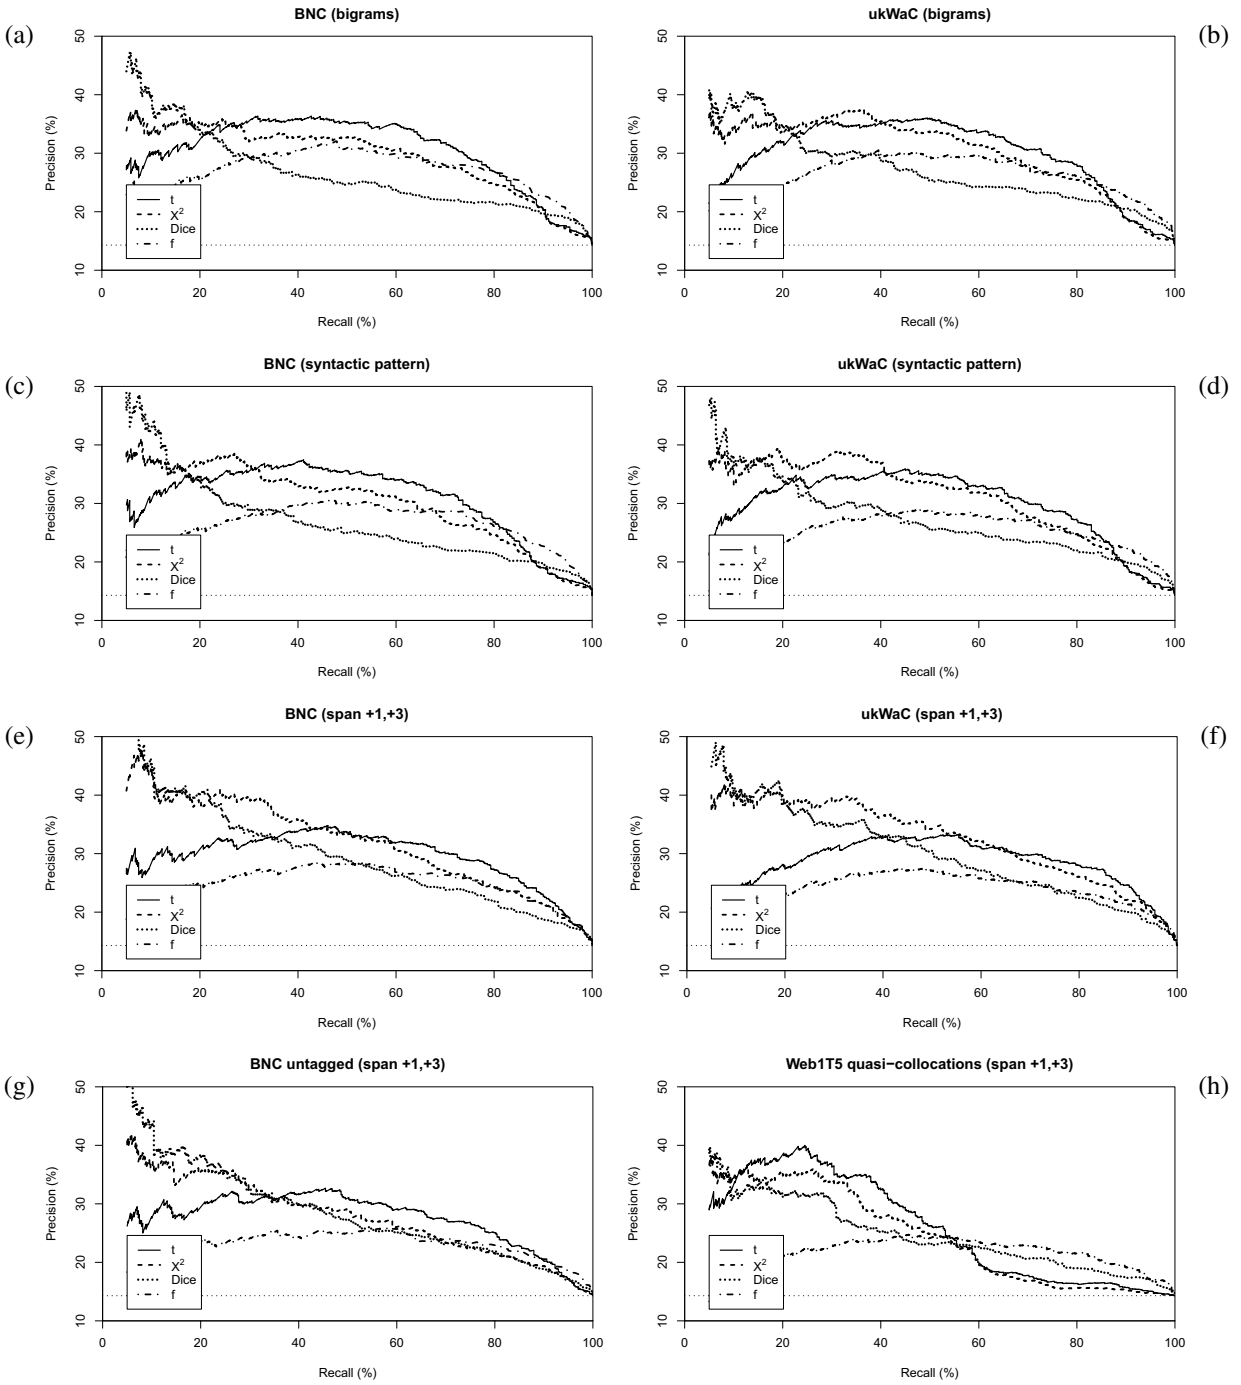 (a)
BNC (bigrams)
Precision (%)
50
40
30
20
10
t
X²
Dice
f
0 20 40 60 80 100
Recall (%)
(b)
ukWaC (bigrams)
Precision (%)
50
40
30
20
10
t
X²
Dice
f
0 20 40 60 80 100
Recall (%)
(c)
BNC (syntactic pattern)
Precision (%)
50
40
30
20
10
t
X²
Dice
f
0 20 40 60 80 100
Recall (%)
(d)
ukWaC (syntactic pattern)
Precision (%)
50
40
30
20
10
t
X²
Dice
f
0 20 40 60 80 100
Recall (%)
(e)
BNC (span +1,+3)
Precision (%)
50
40
30
20
10
t
X²
Dice
f
0 20 40 60 80 100
Recall (%)
(f)
ukWaC (span +1,+3)
Precision (%)
50
40
30
20
10
t
X²
Dice
f
0 20 40 60 80 100
Recall (%)
(g)
BNC untagged (span +1,+3)
Precision (%)
50
40
30
20
10
t
X²
Dice
f
0 20 40 60 80 100
Recall (%)
(h)
Web1T5 quasi−collocations (span +1,+3)
Precision (%)
50
40
30
20
10
t
X²
Dice
f
0 20 40 60 80 100
Recall (%)